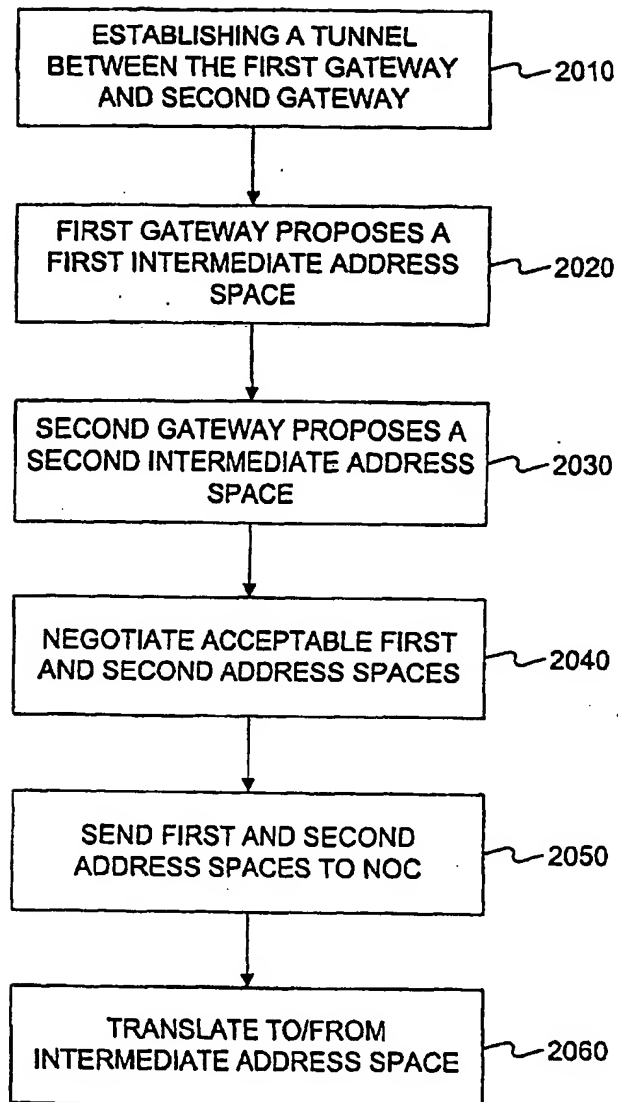 ESTABLISHING A TUNNEL
BETWEEN THE FIRST GATEWAY
AND SECOND GATEWAY
2010
FIRST GATEWAY PROPOSES A
FIRST INTERMEDIATE ADDRESS
SPACE
2020
SECOND GATEWAY PROPOSES A
SECOND INTERMEDIATE ADDRESS
SPACE
2030
NEGOTIATE ACCEPTABLE FIRST
AND SECOND ADDRESS SPACES
2040
SEND FIRST AND SECOND
ADDRESS SPACES TO NOC
2050
TRANSLATE TO/FROM
INTERMEDIATE ADDRESS SPACE
2060